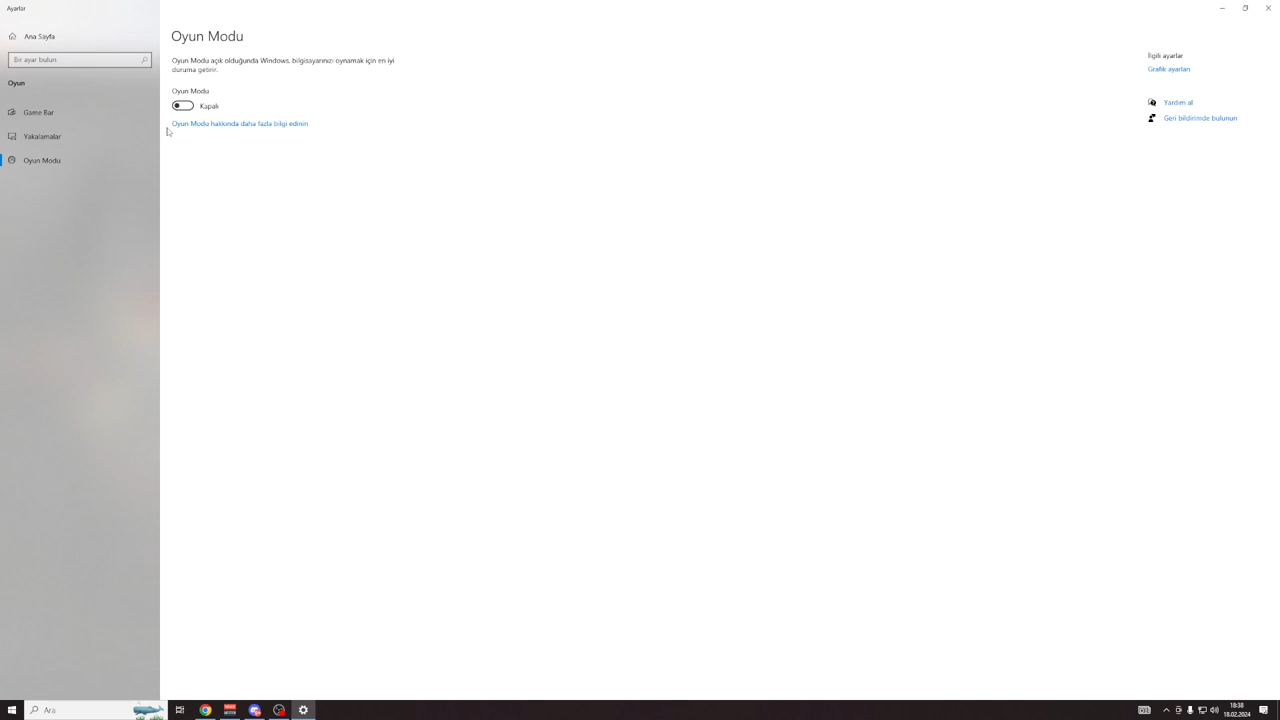 Ayarlar
Ana Sayfa
Bir ayar bulun
Oyun
Game Bar
Yakalamalar
Oyun Modu
Oyun Modu
Oyun Modu açık olduğunda Windows, bilgisayarınızı oynamak için en iyi
duruma getirir.
Oyun Modu
Kapalı
Oyun Modu hakkında daha fazla bilgi edinin
İlgili ayarlar
Grafik ayarları
Yardım al
Geri bildirimde bulunun
Ara
18:38
18.02.2024